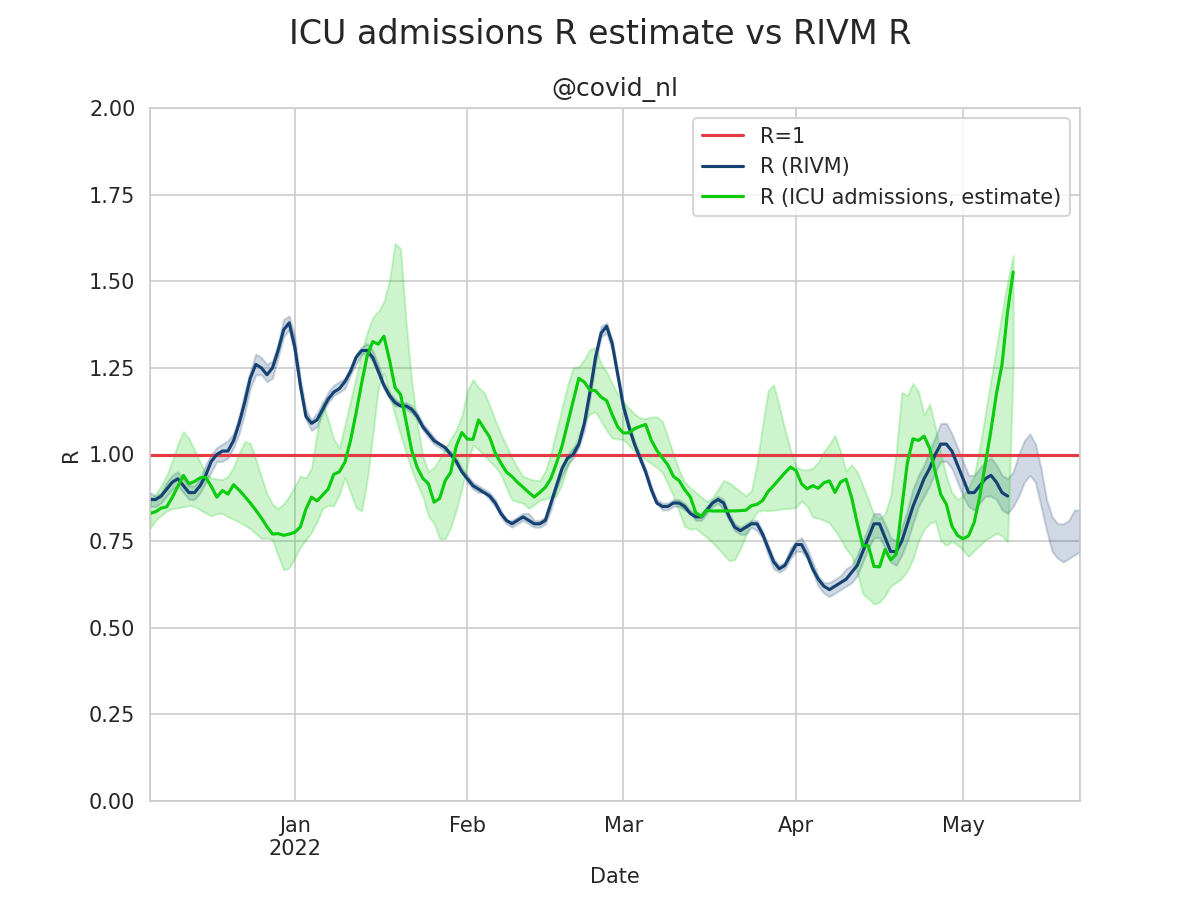 ICU admissions R estimate vs RIVM R
@covid_nl
2.00
1.75
1.50
1.25
1.00
0.75
0.50
0.25
0.00
R
R=1
R (RIVM)
R (ICU admissions, estimate)
Jan
2022
Feb
Mar
Apr
May
Date